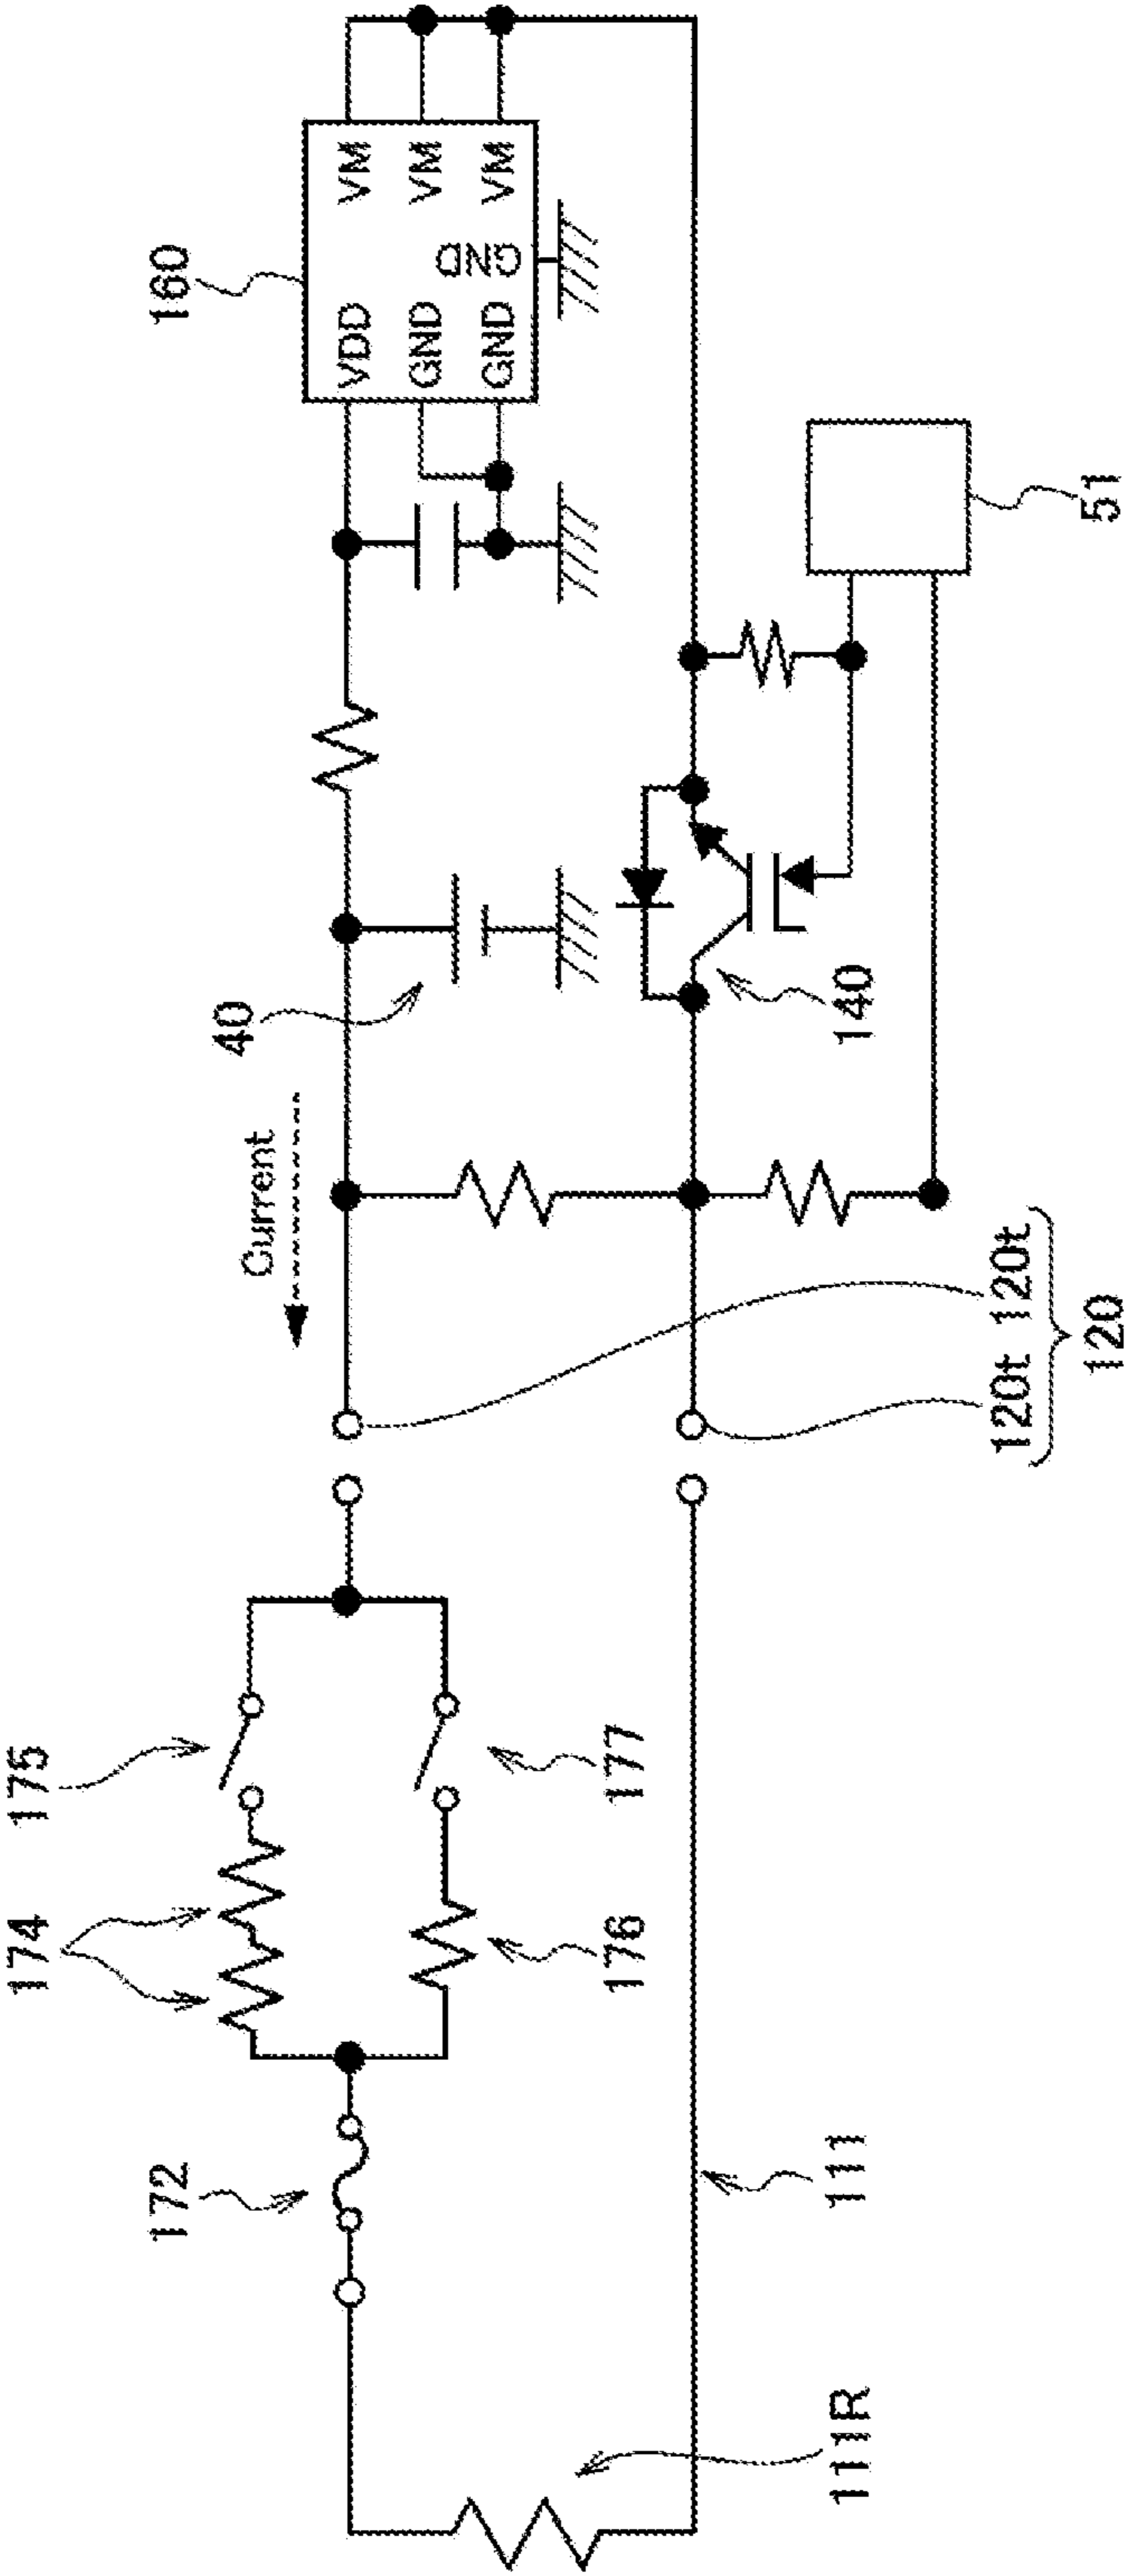 160
VDD
VM
GND
VM
GND
GND
VM
51
40
140
Current
120t
120t
120
175
177
174
176
172
111
111R